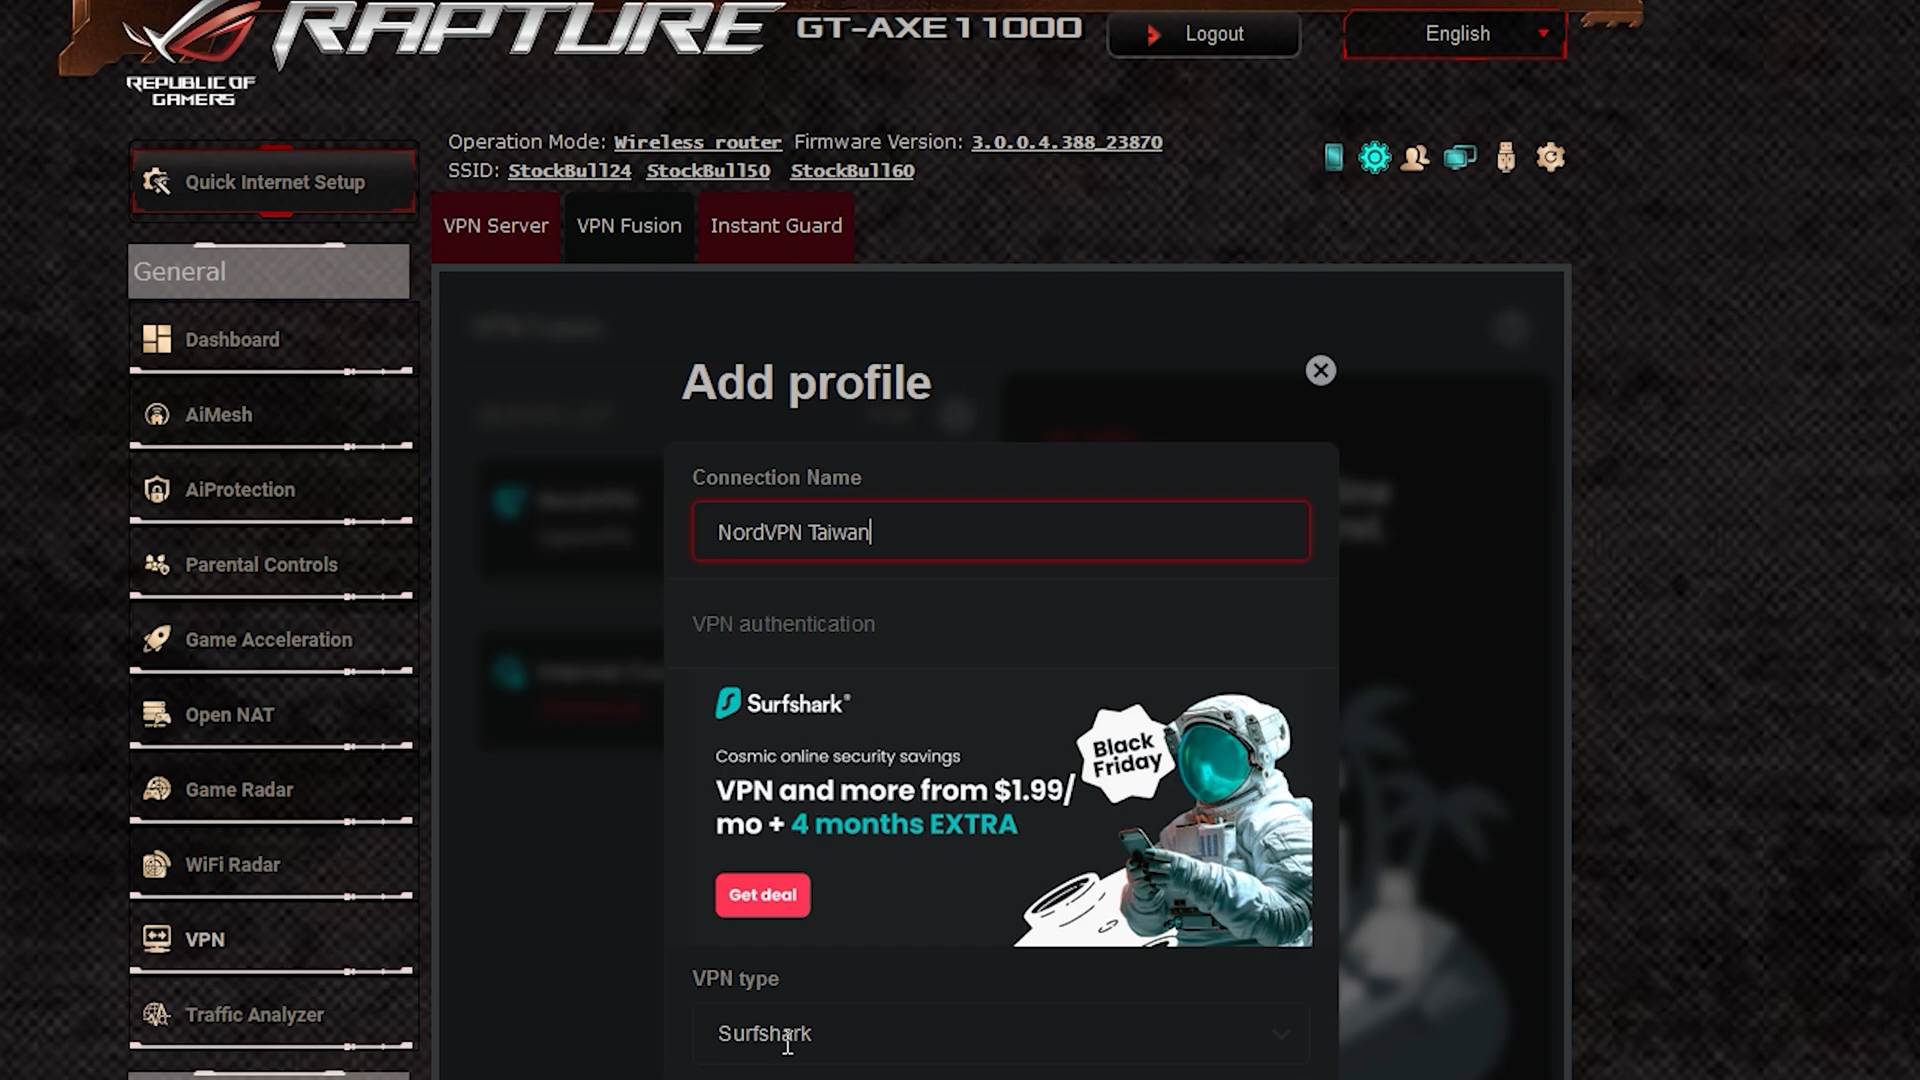 RAPTURE
GT-AXE11000
Logout
English
REPUBLIC OF
GAMERS
Operation Mode: Wireless router Firmware Version: 3.0.0.4.388_23870
SSID: StockBull24 StockBull50 StockBull60
Quick Internet Setup
VPN Server
VPN Fusion
Instant Guard
General
Dashboard
AiMesh
AiProtection
Parental Controls
Game Acceleration
Open NAT
Game Radar
WiFi Radar
VPN
Traffic Analyzer
Add profile
Connection Name
NordVPN Taiwan
VPN authentication
Surfshark®
Cosmic online security savings
VPN and more from $1.99/
mo + 4 months EXTRA
Black
Friday
Get deal
VPN type
Surfshark